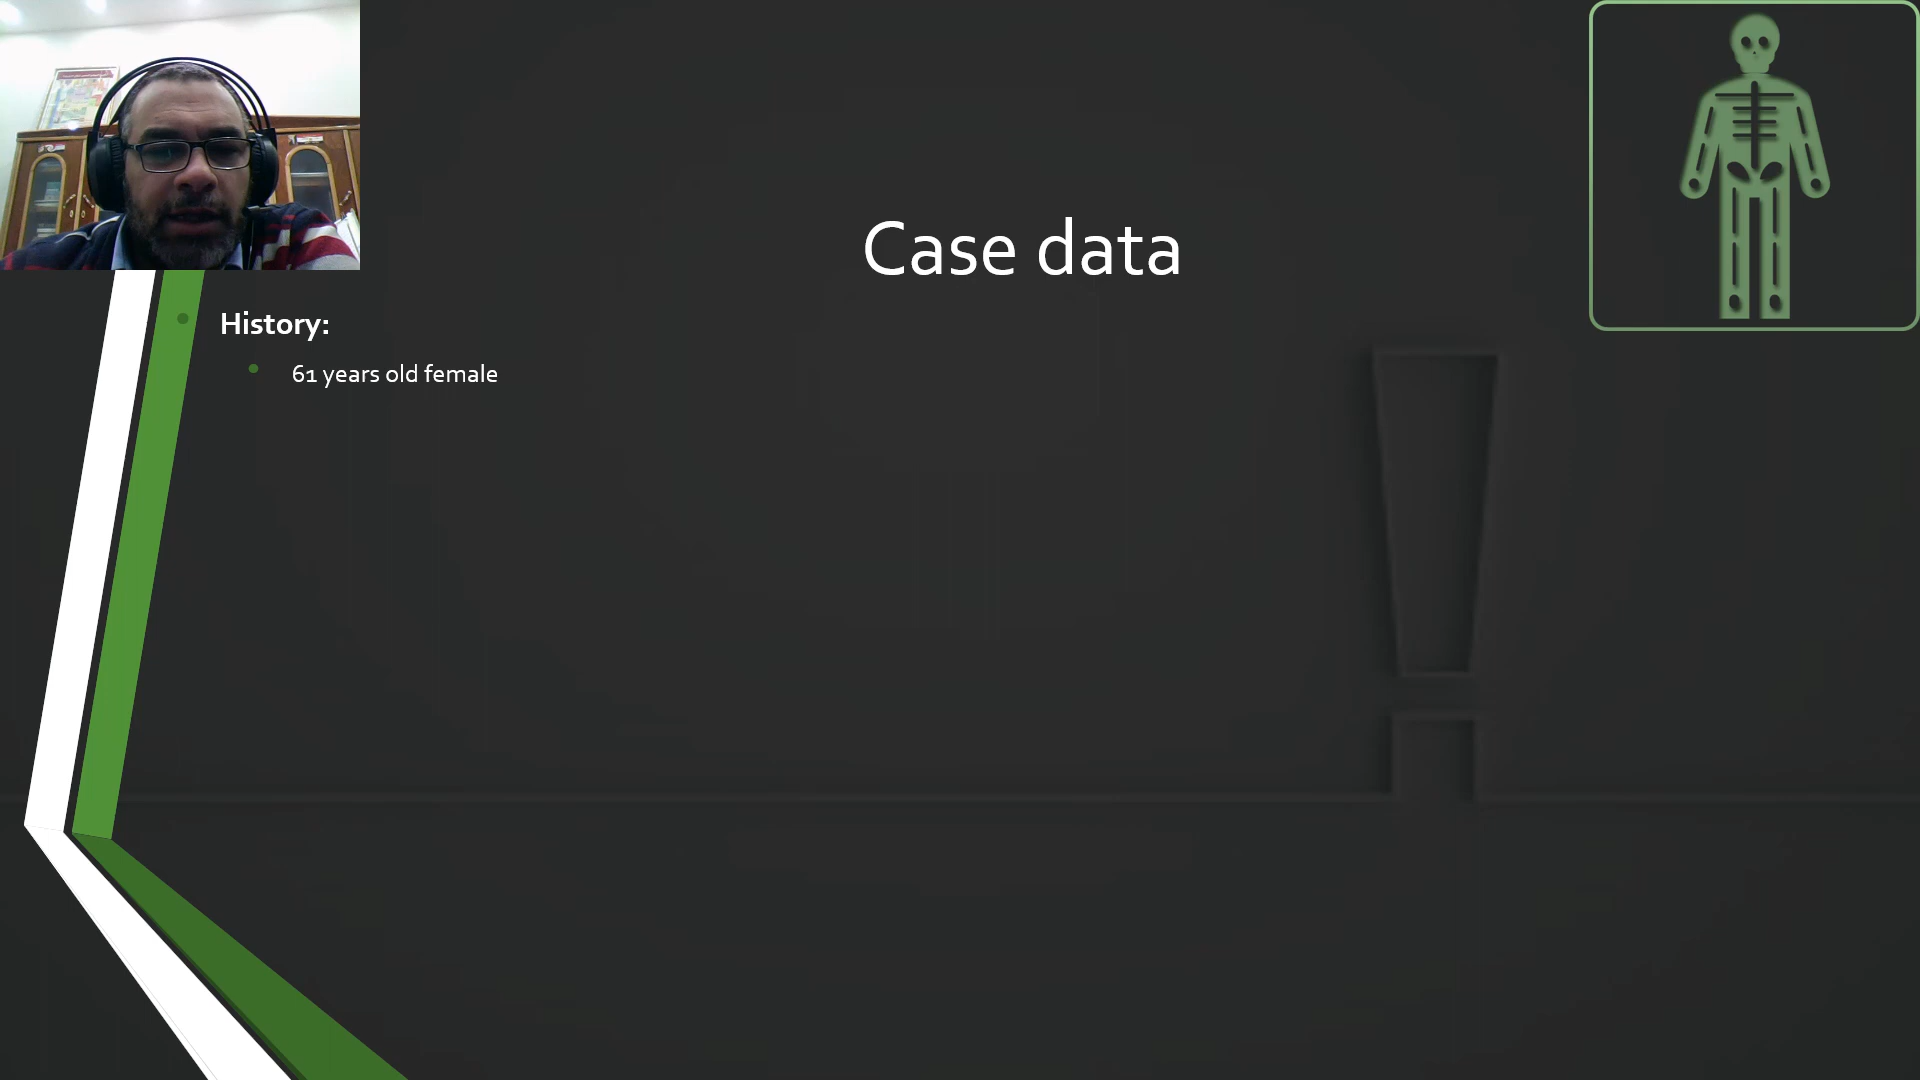 Case data
History:
61 years old female